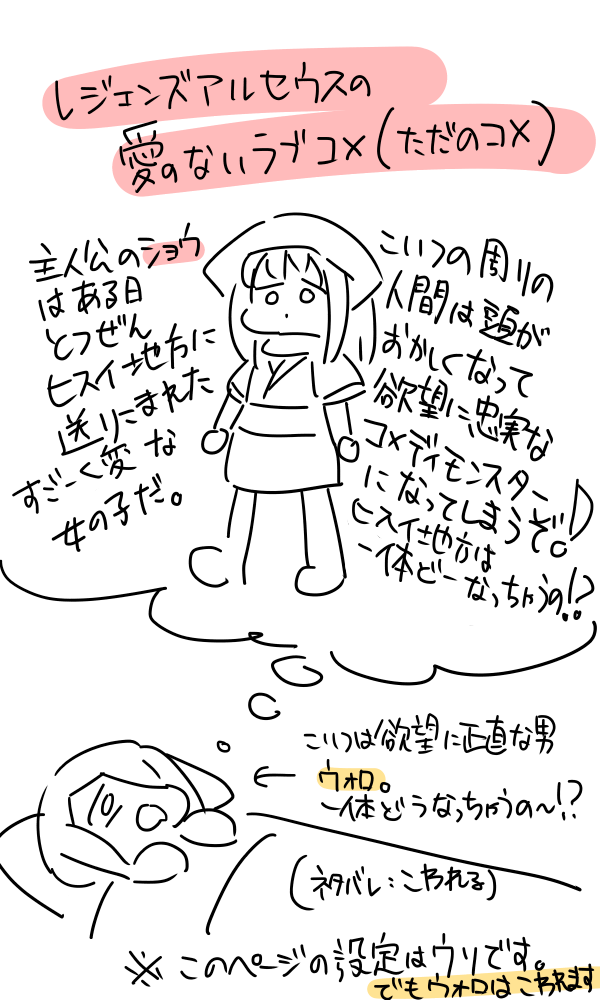 レジェンズアルセウスの
愛のないラブコメ(ただのコメ)
主人公のショウ
はある日
とつぜん
ヒスイ地方に
送りこまれた
すごーく変な
女の子だ。
こいつの周りの
人間は頭が
おかしくなって
欲望に忠実な
コメディモンスター
になってしまうぞ。♪
ヒスイ地方は
一体どーなっちゃうの!?
こいつは欲望に正直な男
ウォロ。
一体どうなっちゃうの〜!?
(ネタバレ:こわれる)
※このページの設定はウソです。
でもウォロはこわれます